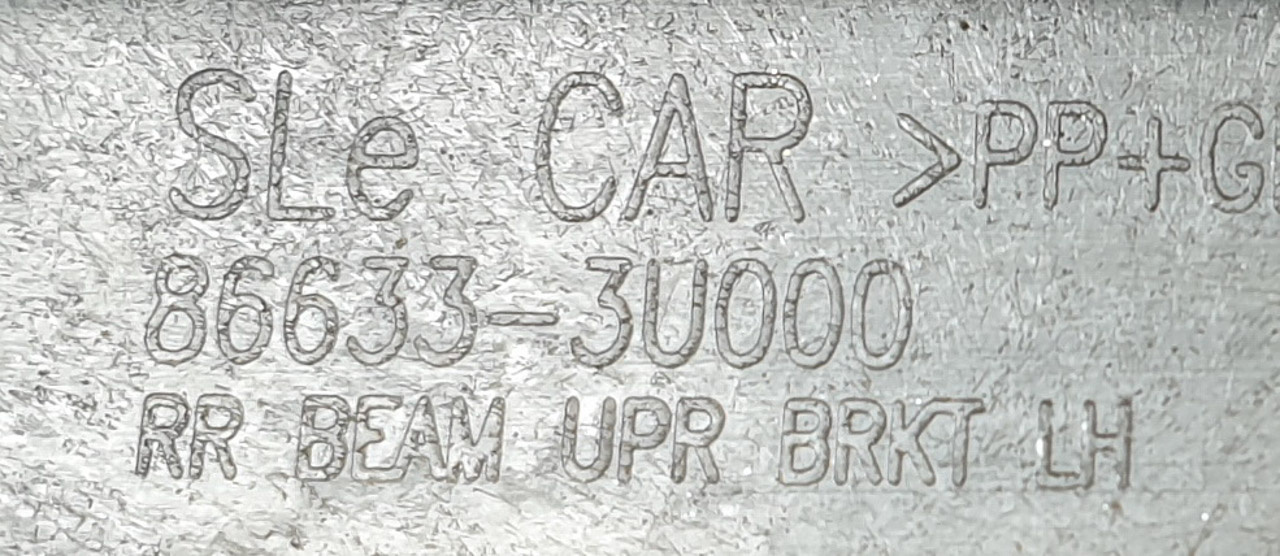 SLe CAR >PP+G
86633-3U000
RR BEAM UPR BRKT LH